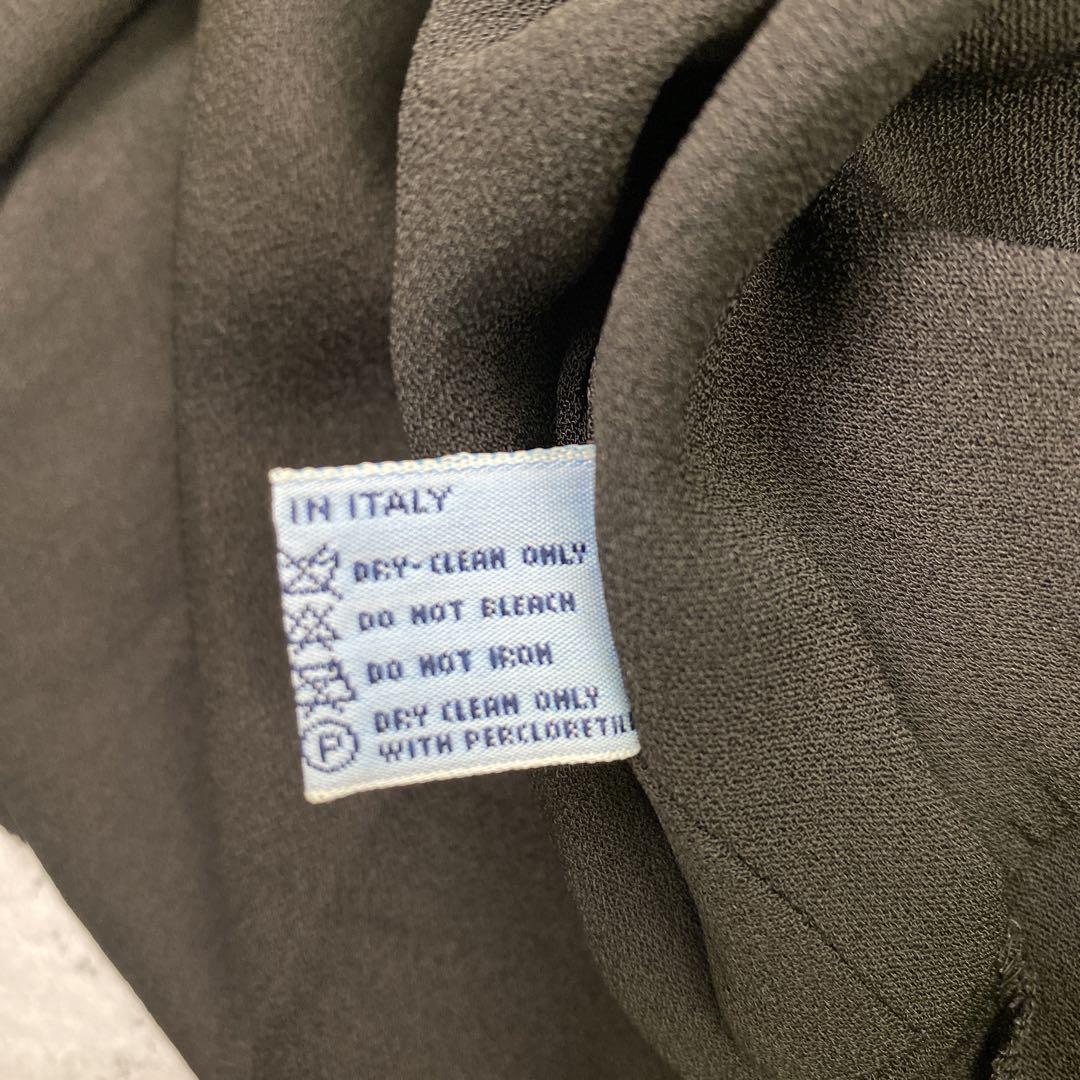 IN ITALY
DRY-CLEAN ONLY
DO NOT BLEACH
DO NOT IRON
DRY CLEAN ONLY
P WITH PERCLORETIL